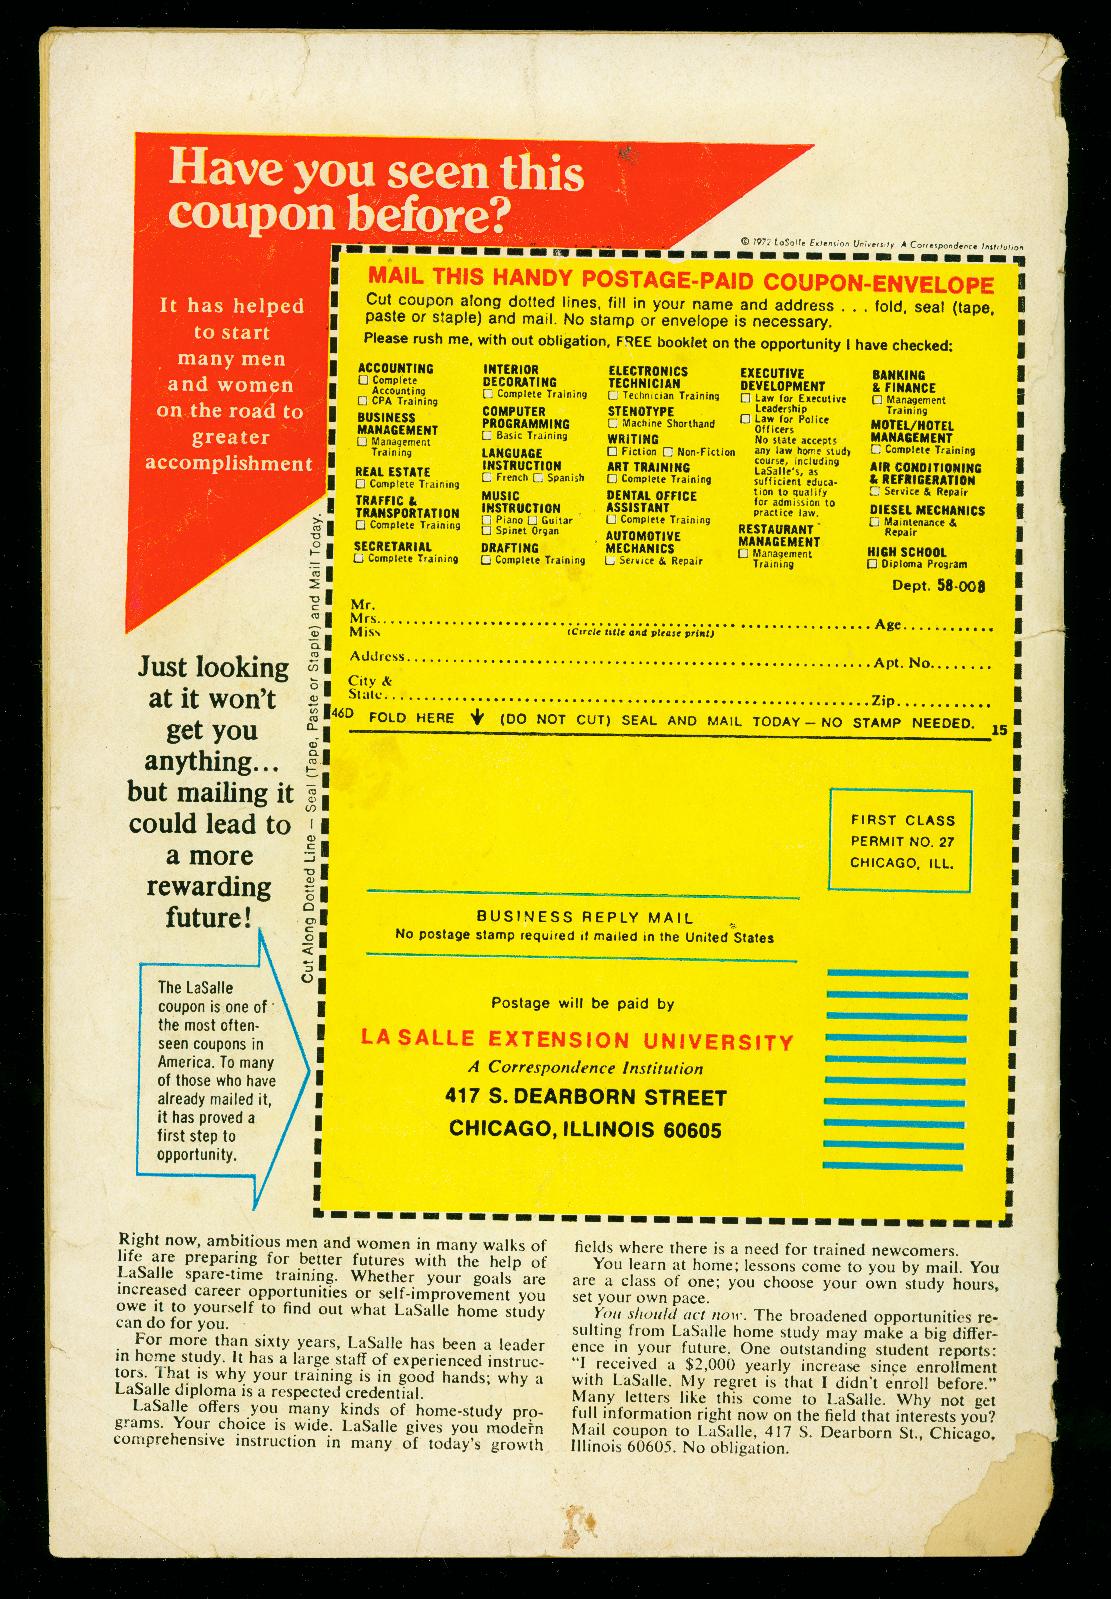 Have you seen this
coupon before?
It has helped
to start
many men
and women
on the road to
greater
accomplishment
© 1972 LaSalle Extension University A Correspondence Institution
MAIL THIS HANDY POSTAGE-PAID COUPON-ENVELOPE
Cut coupon along dotted lines, fill in your name and address . . . fold, seal (tape,
paste or staple) and mail. No stamp or envelope is necessary.
Please rush me, with out obligation, FREE booklet on the opportunity I have checked:
ACCOUNTING
☐ Complete
Accounting
☐ CPA Training
BUSINESS
MANAGEMENT
☐ Management
Training
REAL ESTATE
☐ Complete Training
TRAFFIC &
TRANSPORTATION
☐ Complete Training
SECRETARIAL
☐ Complete Training
INTERIOR
DECORATING
☐ Complete Training
COMPUTER
PROGRAMMING
☐ Basic Training
LANGUAGE
INSTRUCTION
☐ French ☐ Spanish
MUSIC
INSTRUCTION
☐ Piano ☐ Guitar
☐ Spinet Organ
DRAFTING
☐ Complete Training
ELECTRONICS
TECHNICIAN
☐ Technician Training
STENOTYPE
☐ Machine Shorthand
WRITING
☐ Fiction ☐ Non-Fiction
ART TRAINING
☐ Complete Training
DENTAL OFFICE
ASSISTANT
☐ Complete Training
AUTOMOTIVE
MECHANICS
☐ Service & Repair
EXECUTIVE
DEVELOPMENT
☐ Law for Executive
Leadership
☐ Law for Police
Officers
No state accepts
any law home study
course, including
LaSalle's, as
sufficient educa-
tion to qualify
for admission to
practice law.
RESTAURANT
MANAGEMENT
☐ Management
Training
BANKING
& FINANCE
☐ Management
Training
MOTEL/HOTEL
MANAGEMENT
☐ Complete Training
AIR CONDITIONING
& REFRIGERATION
☐ Service & Repair
DIESEL MECHANICS
☐ Maintenance &
Repair
HIGH SCHOOL
☐ Diploma Program
Dept. 58-008
Mr.
Mrs. Age
Miss (Circle title and please print)
Address Apt. No.
City &
State Zip
46D FOLD HERE ↓ (DO NOT CUT) SEAL AND MAIL TODAY – NO STAMP NEEDED. 15
Cut Along Dotted Line — Seal (Tape, Paste or Staple) and Mail Today.
Just looking
at it won't
get you
anything...
but mailing it
could lead to
a more
rewarding
future!
The LaSalle
coupon is one of
the most often-
seen coupons in
America. To many
of those who have
already mailed it,
it has proved a
first step to
opportunity.
FIRST CLASS
PERMIT NO. 27
CHICAGO, ILL.
BUSINESS REPLY MAIL
No postage stamp required if mailed in the United States
Postage will be paid by
LA SALLE EXTENSION UNIVERSITY
A Correspondence Institution
417 S. DEARBORN STREET
CHICAGO, ILLINOIS 60605
Right now, ambitious men and women in many walks of
life are preparing for better futures with the help of
LaSalle spare-time training. Whether your goals are
increased career opportunities or self-improvement you
owe it to yourself to find out what LaSalle home study
can do for you.
For more than sixty years, LaSalle has been a leader
in home study. It has a large staff of experienced instruc-
tors. That is why your training is in good hands; why a
LaSalle diploma is a respected credential.
LaSalle offers you many kinds of home-study pro-
grams. Your choice is wide. LaSalle gives you modern
comprehensive instruction in many of today's growth
fields where there is a need for trained newcomers.
You learn at home; lessons come to you by mail. You
are a class of one; you choose your own study hours,
set your own pace.
You should act now. The broadened opportunities re-
sulting from LaSalle home study may make a big differ-
ence in your future. One outstanding student reports:
"I received a $2,000 yearly increase since enrollment
with LaSalle. My regret is that I didn't enroll before."
Many letters like this come to LaSalle. Why not get
full information right now on the field that interests you?
Mail coupon to LaSalle, 417 S. Dearborn St., Chicago,
Illinois 60605. No obligation.